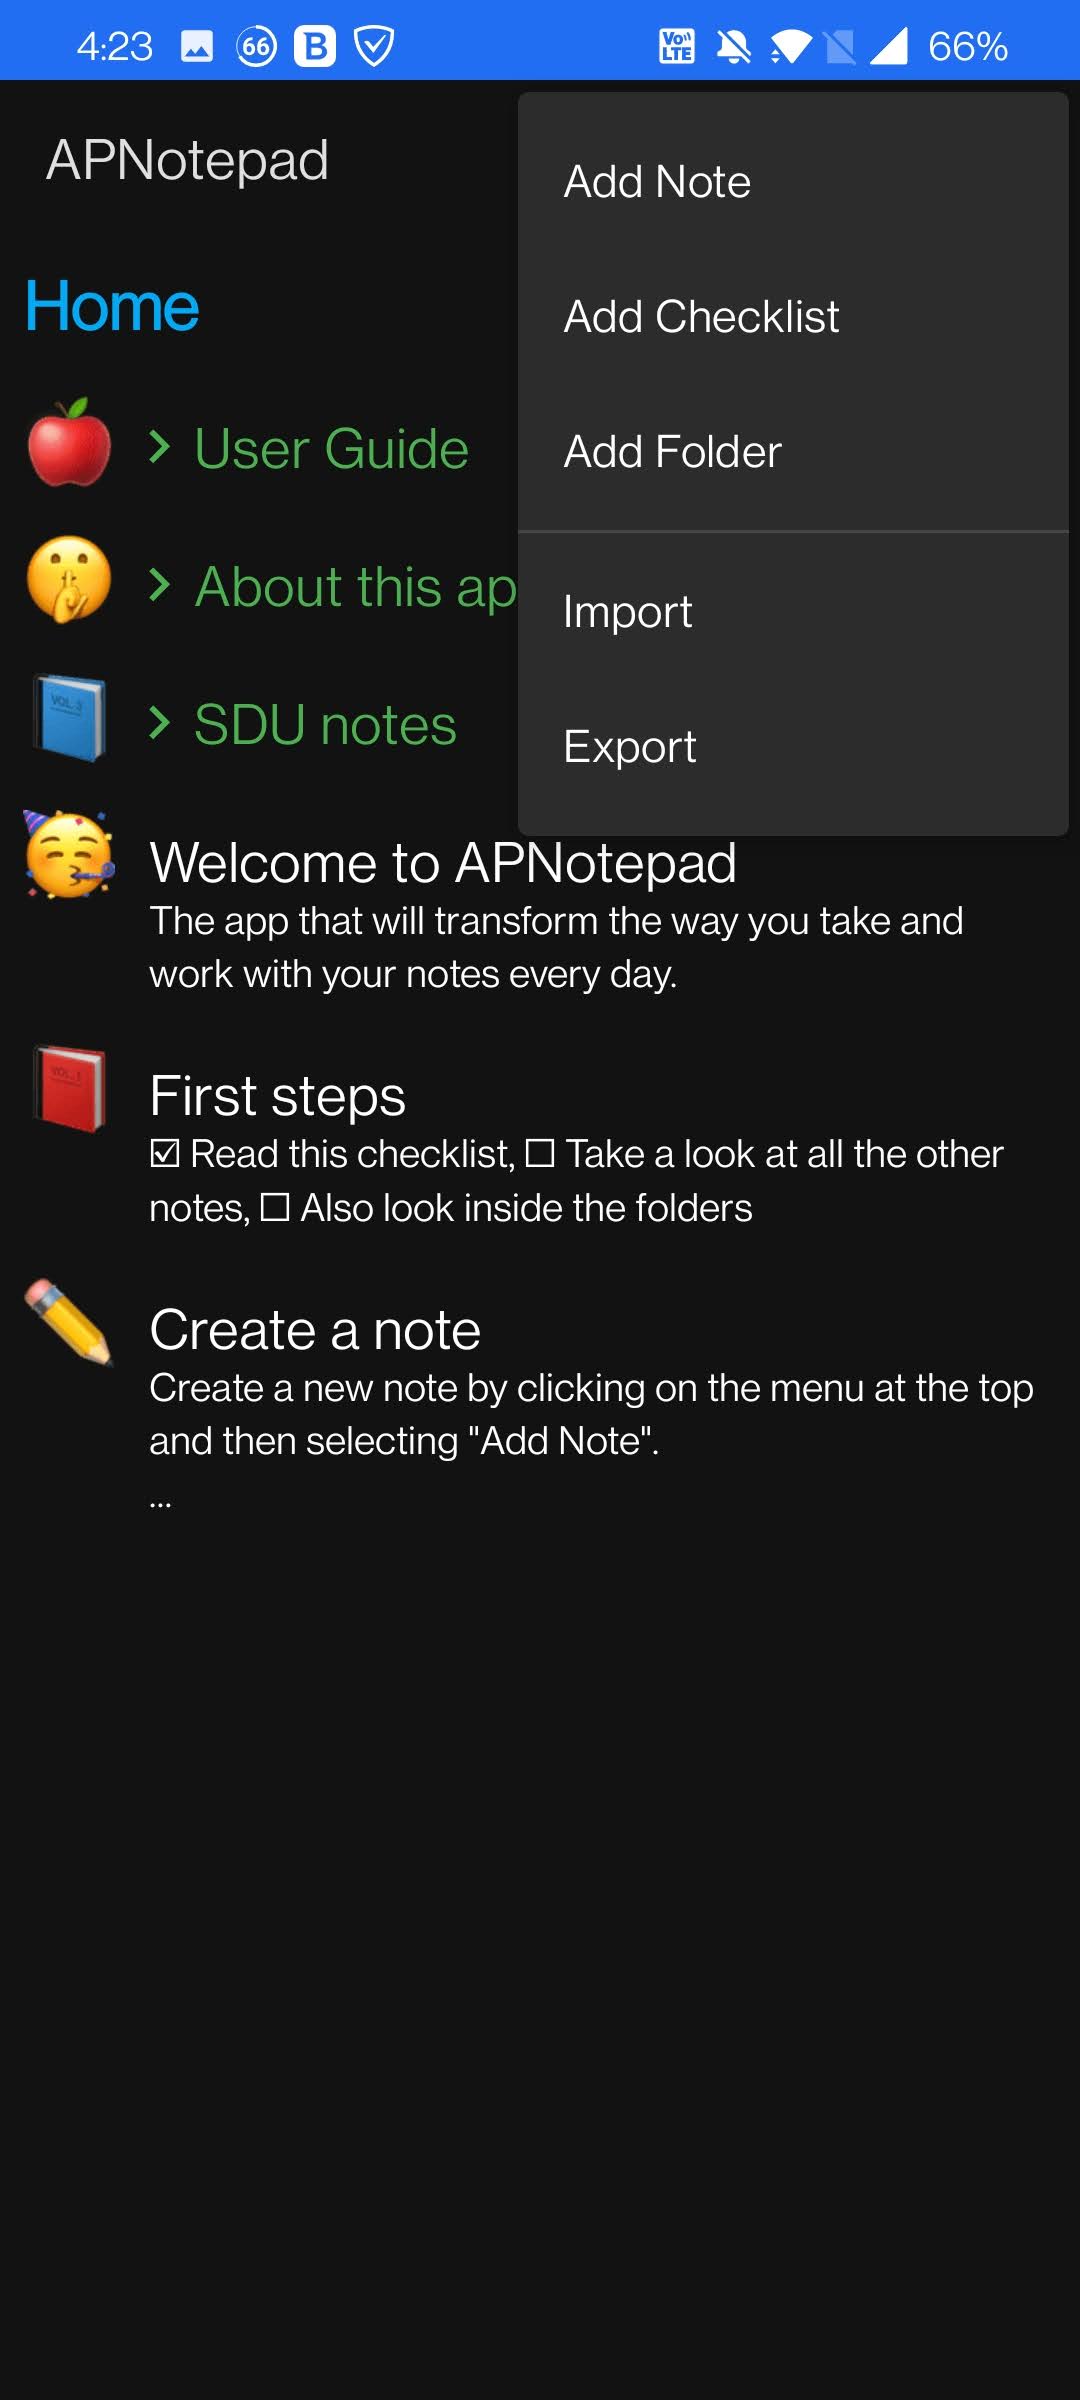 4:23 66 B Vo LTE 66%
APNotepad
Add Note
Add Checklist
Add Folder
Import
Export
Home
User Guide
About this ap
SDU notes
VOL. 3
Welcome to APNotepad
The app that will transform the way you take and
work with your notes every day.
VOL. 1
First steps
☑ Read this checklist, ☐ Take a look at all the other
notes, ☐ Also look inside the folders
Create a note
Create a new note by clicking on the menu at the top
and then selecting "Add Note".
...